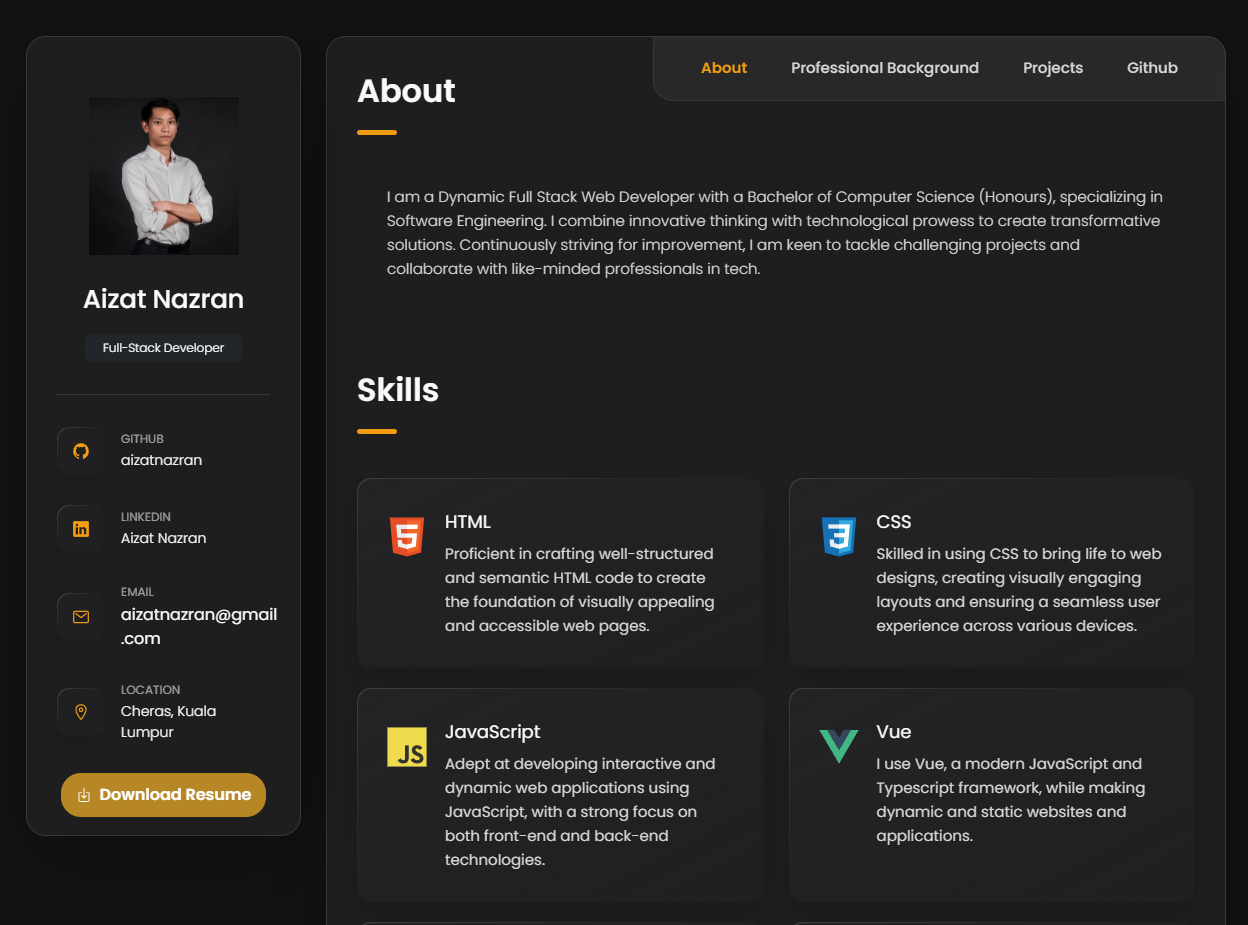 Aizat Nazran
Full-Stack Developer
GITHUB
aizatnazran
LINKEDIN
Aizat Nazran
EMAIL
aizatnazran@gmail
.com
LOCATION
Cheras, Kuala
Lumpur
Download Resume
About
Professional Background
Projects
Github
About
I am a Dynamic Full Stack Web Developer with a Bachelor of Computer Science (Honours), specializing in
Software Engineering. I combine innovative thinking with technological prowess to create transformative
solutions. Continuously striving for improvement, I am keen to tackle challenging projects and
collaborate with like-minded professionals in tech.
Skills
5
HTML
Proficient in crafting well-structured
and semantic HTML code to create
the foundation of visually appealing
and accessible web pages.
3
CSS
Skilled in using CSS to bring life to web
designs, creating visually engaging
layouts and ensuring a seamless user
experience across various devices.
JS
JavaScript
Adept at developing interactive and
dynamic web applications using
JavaScript, with a strong focus on
both front-end and back-end
technologies.
Vue
I use Vue, a modern JavaScript and
Typescript framework, while making
dynamic and static websites and
applications.